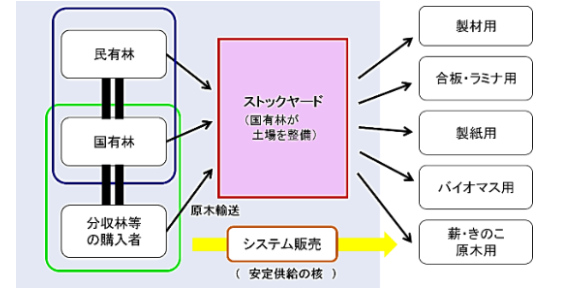 民有林
国有林
分収林等
の購入者
原木輸送
ストックヤード
(国有林が
土場を整備)
システム販売
( 安定供給の核 )
製材用
合板・ラミナ用
製紙用
バイオマス用
薪・きのこ
原木用